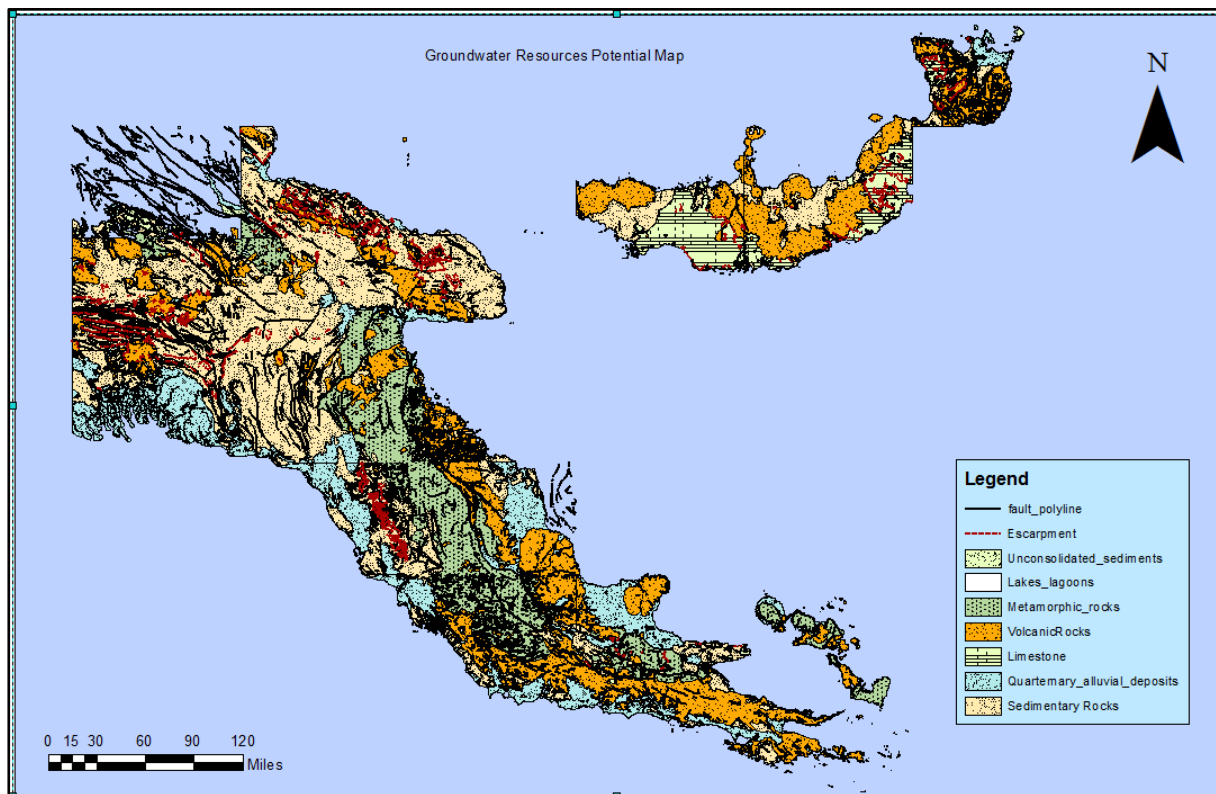 Groundwater Resources Potential Map
N
Legend
fault_polyline
Escarpment
Unconsolidated_sediments
Lakes_lagoons
Metamorphic_rocks
VolcanicRocks
Limestone
Quarternary_alluvial_deposits
Sedimentary Rocks
0 15 30 60 90 120
Miles